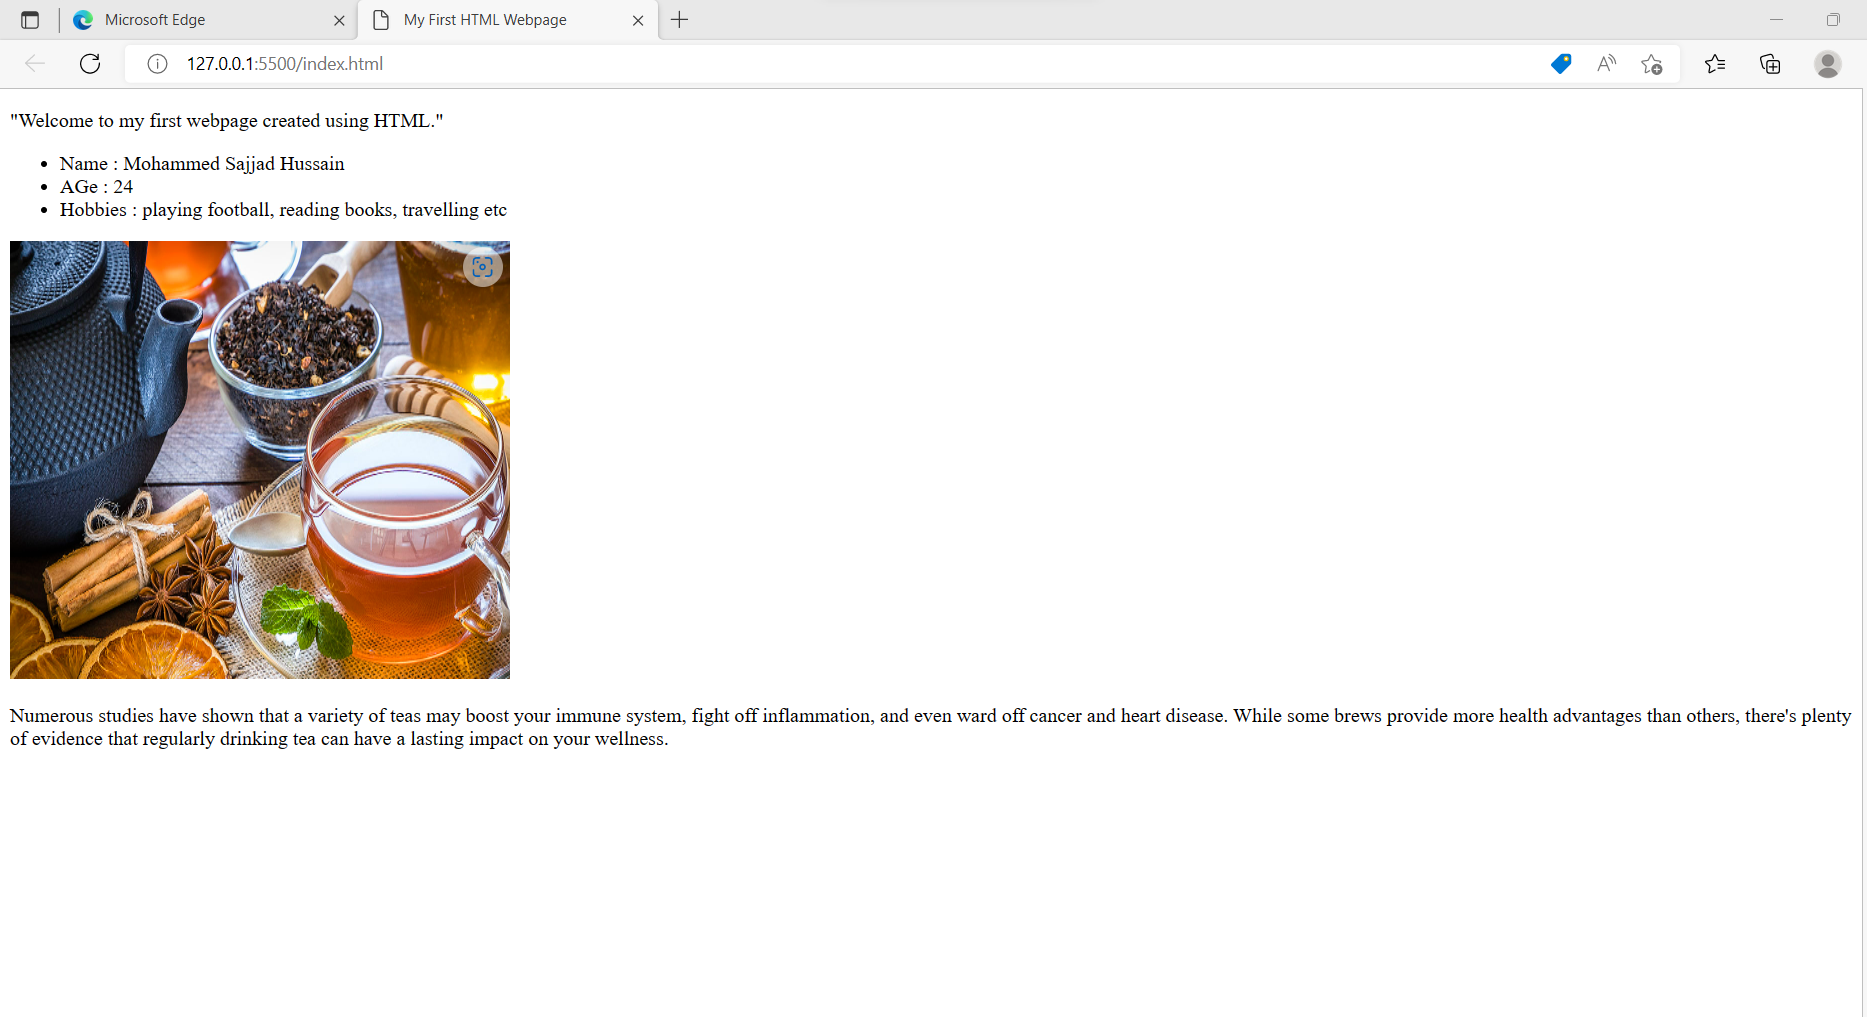 Microsoft Edge
My First HTML Webpage
127.0.0.1:5500/index.html
"Welcome to my first webpage created using HTML."
• Name : Mohammed Sajjad Hussain
• AGe : 24
• Hobbies : playing football, reading books, travelling etc
Numerous studies have shown that a variety of teas may boost your immune system, fight off inflammation, and even ward off cancer and heart disease. While some brews provide more health advantages than others, there's plenty
of evidence that regularly drinking tea can have a lasting impact on your wellness.